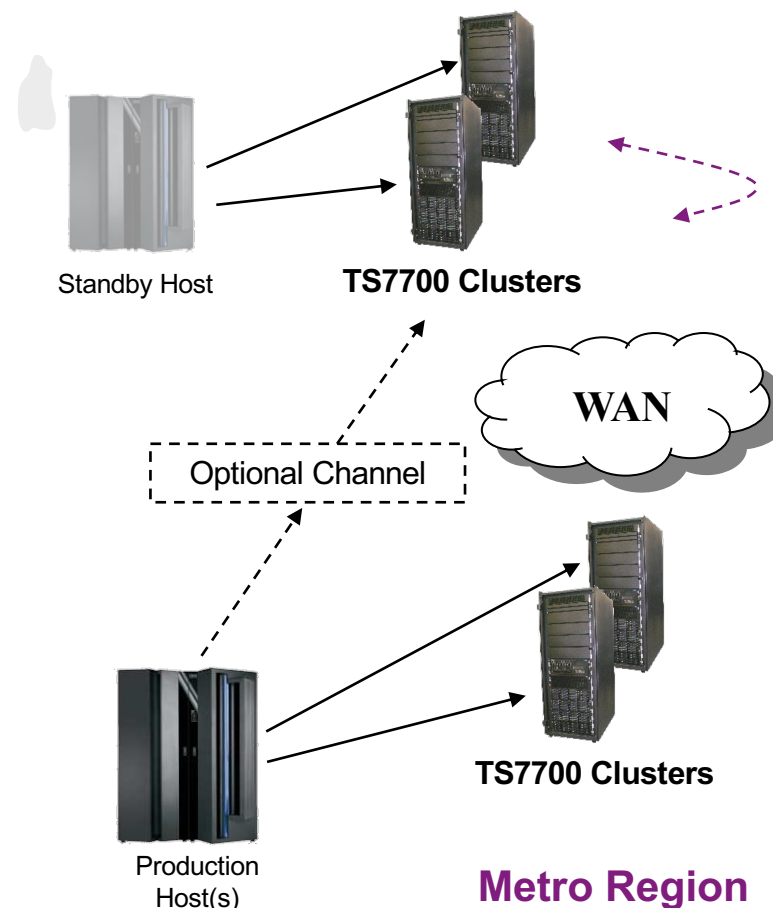 Standby Host
TS7700 Clusters
WAN
Optional Channel
TS7700 Clusters
Production
Host(s)
Metro Region